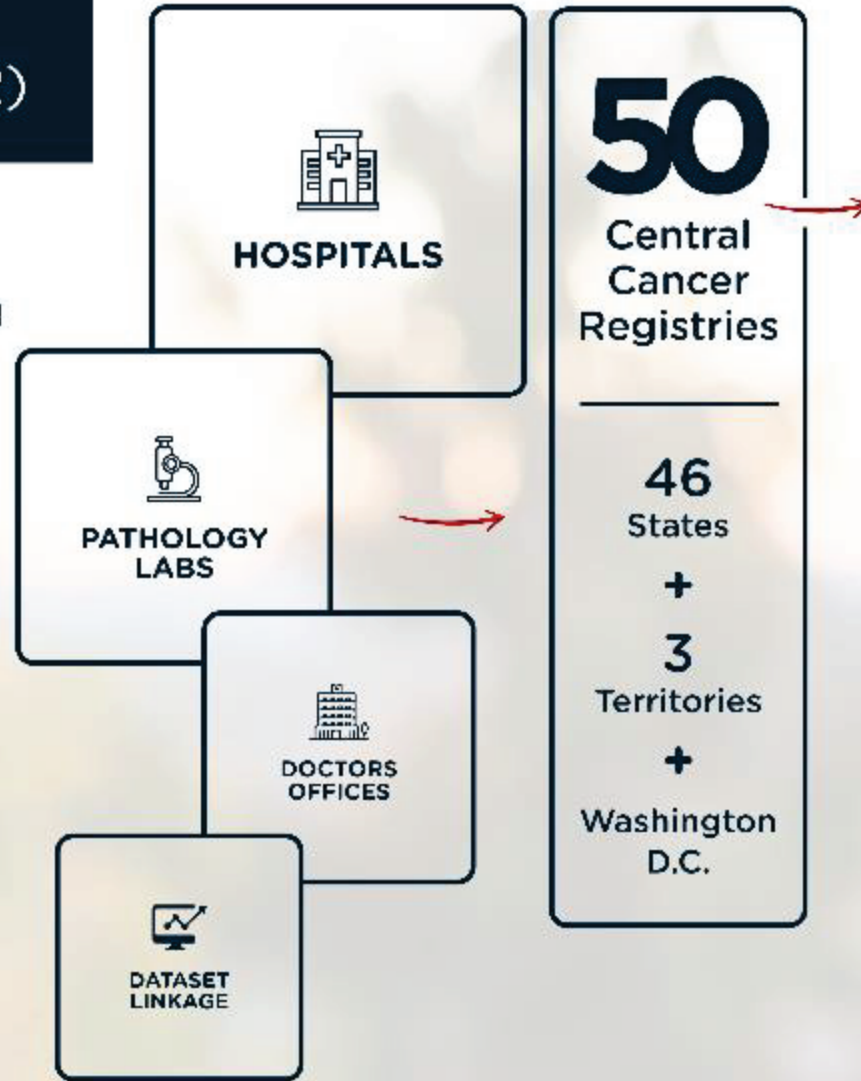 HOSPITALS
PATHOLOGY
LABS
DOCTORS
OFFICES
DATASET
LINKAGE
50
Central
Cancer
Registries
46
States
+
3
Territories
+
Washington
D.C.